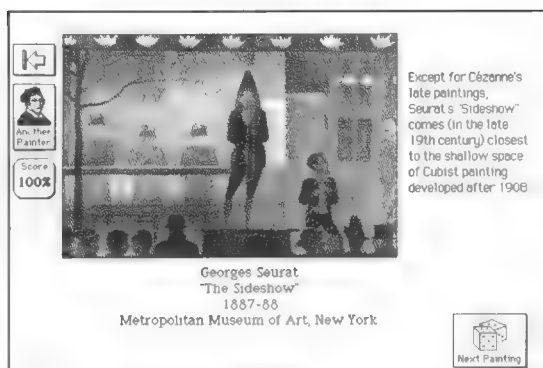 Another
Painter
Score
100%
Except for Cézanne's
late paintings,
Seurat's "Sideshow"
comes (in the late
19th century) closest
to the shallow space
of Cubist painting
developed after 1908
Georges Seurat
"The Sideshow"
1887-88
Metropolitan Museum of Art, New York
Next Painting